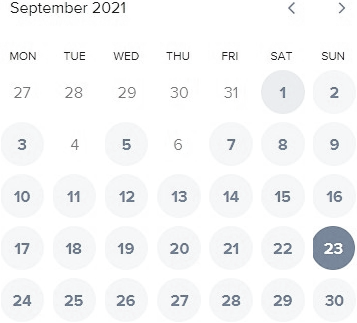 September 2021
MON TUE WED THU FRI SAT SUN
27 28 29 30 31 1 2
3 4 5 6 7 8 9
10 11 12 13 14 15 16
17 18 19 20 21 22 23
24 25 26 27 28 29 30